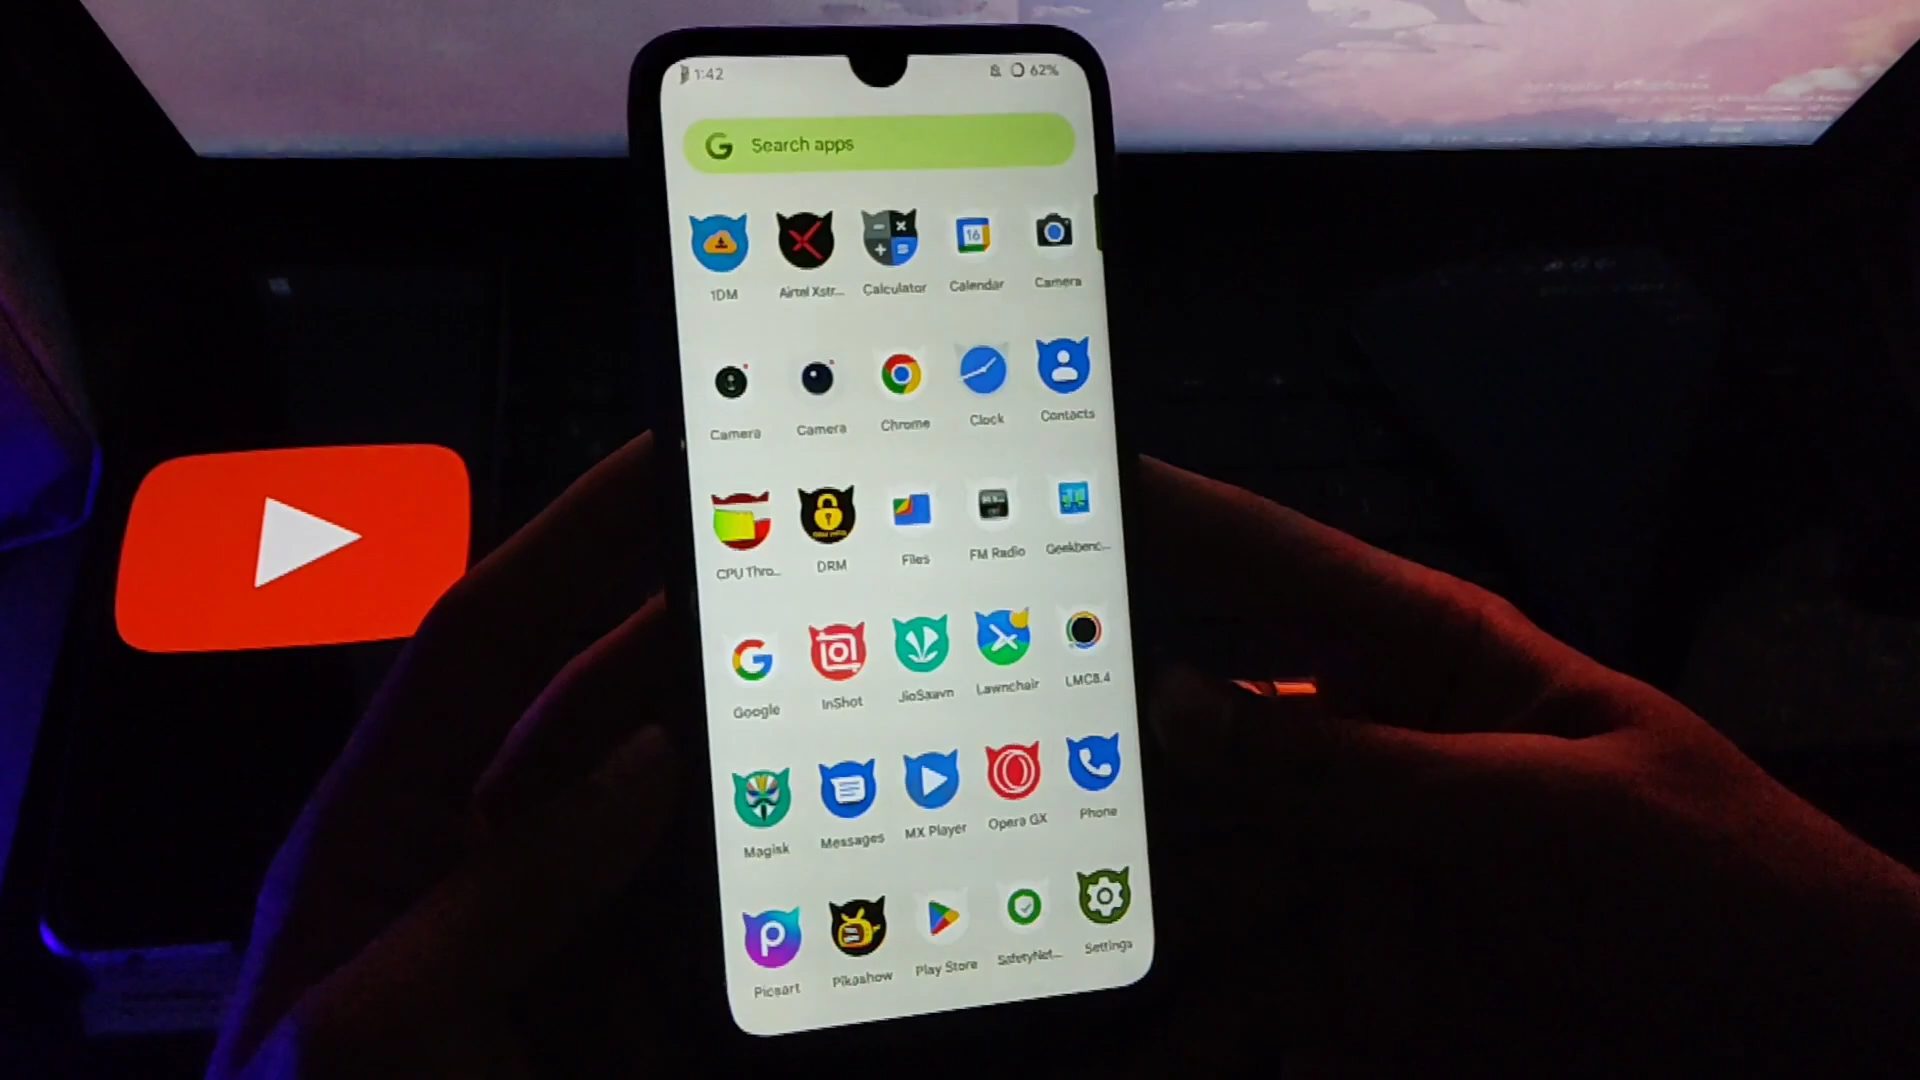 1:42
62%
Search apps
16
1DM
Airtel Xstr...
Calculator
Calendar
Camera
Camera
Camera
Chrome
Clock
Contacts
CPU Thro...
DRM
Files
FM Radio
Geekbenc...
Google
InShot
JioSaavn
Lawnchair
LMC8.4
Magisk
Messages
MX Player
Opera GX
Phone
Picsart
Pikashow
Play Store
SafetyNet...
Settings